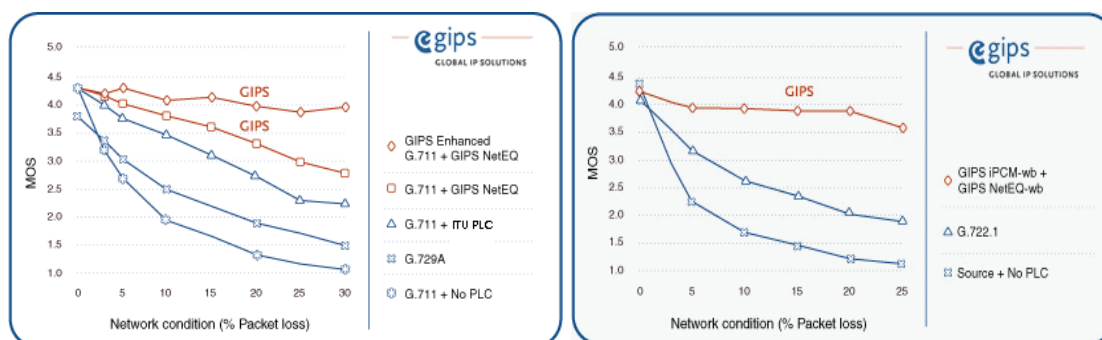 gips
GLOBAL IP SOLUTIONS
5.0
4.5
4.0
3.5
3.0
2.5
2.0
1.5
1.0
MOS
GIPS
GIPS
0
5
10
15
20
25
30
Network condition (% Packet loss)
GIPS Enhanced
G.711 + GIPS NetEQ
G.711 + GIPS NetEQ
G.711 + ITU PLC
G.729A
G.711 + No PLC
gips
GLOBAL IP SOLUTIONS
5.0
4.5
4.0
3.5
3.0
2.5
2.0
1.5
1.0
MOS
GIPS
0
5
10
15
20
25
Network condition (% Packet loss)
GIPS iPCM-wb +
GIPS NetEQ-wb
G.722.1
Source + No PLC